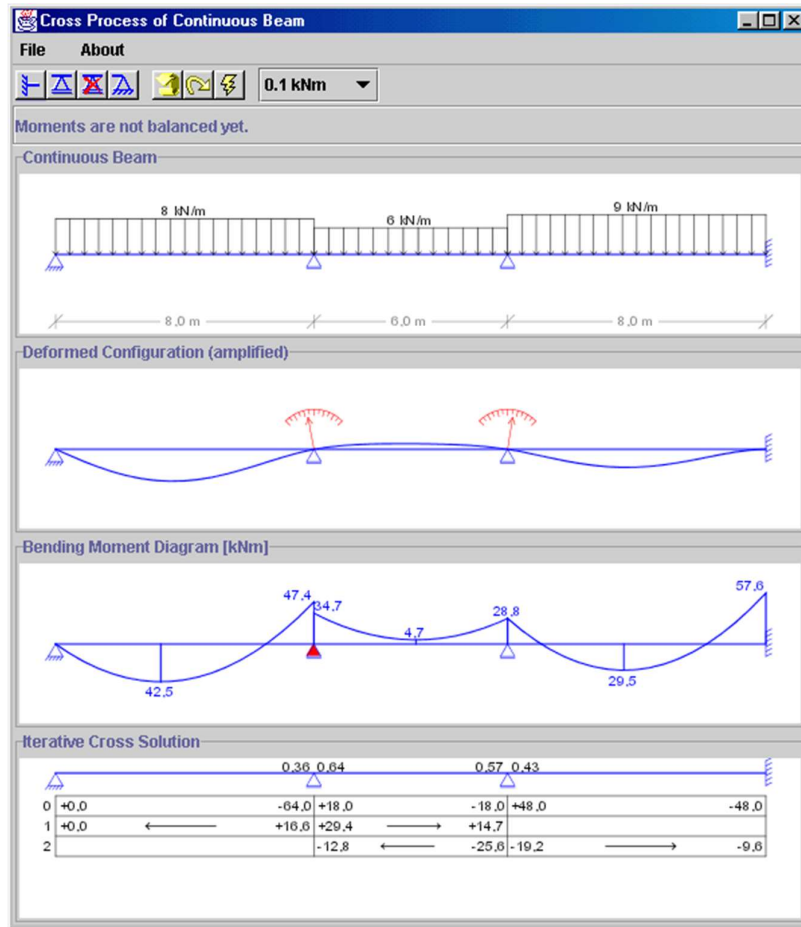 Cross Process of Continuous Beam
File About
0.1 kNm
Moments are not balanced yet.
Continuous Beam
8 kN/m 6 kN/m 9 kN/m
8,0 m 6,0 m 8,0 m
Deformed Configuration (amplified)
Bending Moment Diagram [kNm]
47,4 34,7 28,8 57,6
42,5 4,7 29,5
Iterative Cross Solution
0,36 0,64 0,57 0,43
0 +0,0 -64,0 +18,0 -18,0 +48,0 -48,0
1 +0,0 +16,6 +29,4 +14,7
2 -12,8 -25,6 -19,2 -9,6